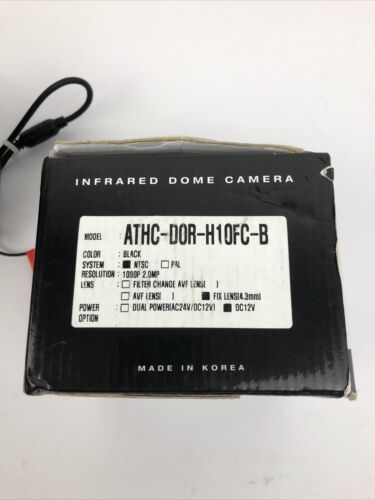 INFRARED DOME CAMERA
MODEL : ATHC-DOR-H10FC-B
COLOR : BLACK
SYSTEM : ■ NTSC □ PAL
RESOLUTION : 1080P 2.0MP
LENS : □ FILTER CHANGE AVF LENS( )
□ AVF LENS( ) ■ FIX LENS(4.3mm)
POWER : □ DUAL POWER(AC24V/DC12V) ■ DC12V
OPTION
MADE IN KOREA